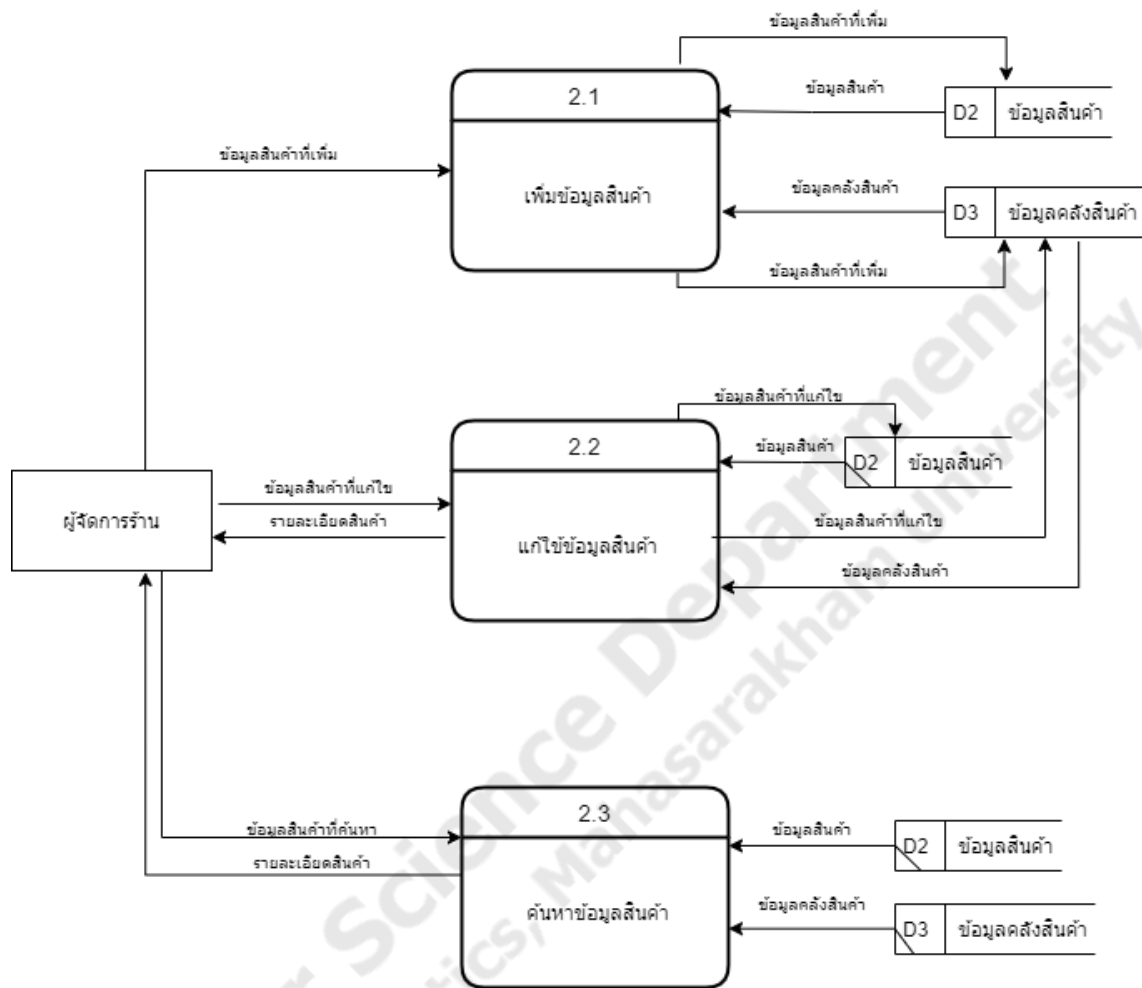 ข้อมูลสินค้าที่เพิ่ม
2.1
ข้อมูลสินค้า
D2 ข้อมูลสินค้า
ข้อมูลสินค้าที่เพิ่ม
เพิ่มข้อมูลสินค้า
ข้อมูลคลังสินค้า
D3 ข้อมูลคลังสินค้า
ข้อมูลสินค้าที่เพิ่ม
ข้อมูลสินค้าที่แก้ไข
2.2
ข้อมูลสินค้า
D2 ข้อมูลสินค้า
ผู้จัดการร้าน
ข้อมูลสินค้าที่แก้ไข
รายละเอียดสินค้า
แก้ไข้ข้อมูลสินค้า
ข้อมูลสินค้าที่แก้ไข
ข้อมูลคลังสินค้า
2.3
ข้อมูลสินค้าที่ค้นหา
รายละเอียดสินค้า
ค้นหาข้อมูลสินค้า
ข้อมูลสินค้า
D2 ข้อมูลสินค้า
ข้อมูลคลังสินค้า
D3 ข้อมูลคลังสินค้า
Science Department
Mahasarakham University